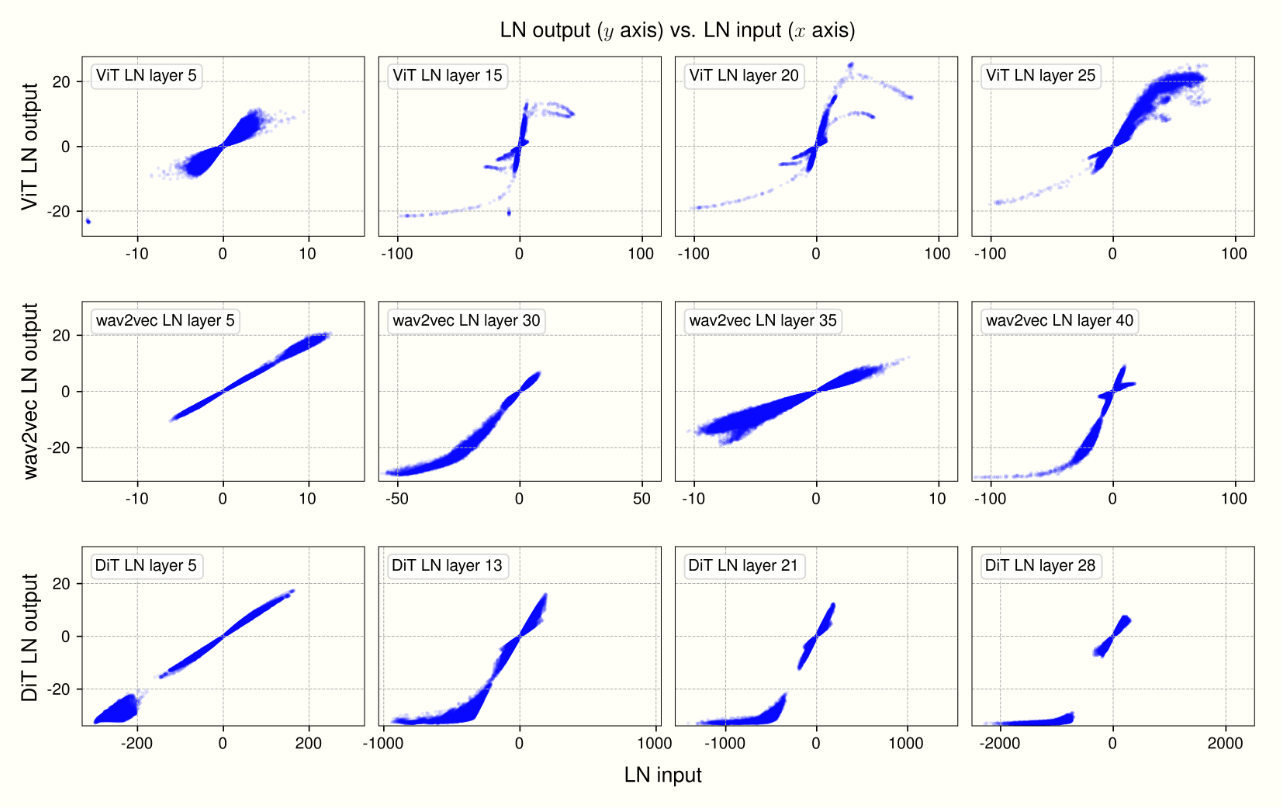 LN output (y axis) vs. LN input (x axis)
ViT LN output
ViT LN layer 5
ViT LN layer 15
ViT LN layer 20
ViT LN layer 25
20
0
-20
-10 0 10
-100 0 100
-100 0 100
-100 0 100
wav2vec LN output
wav2vec LN layer 5
wav2vec LN layer 30
wav2vec LN layer 35
wav2vec LN layer 40
20
0
-20
-10 0 10
-50 0 50
-10 0 10
-100 0 100
DiT LN output
DiT LN layer 5
DiT LN layer 13
DiT LN layer 21
DiT LN layer 28
20
0
-20
-200 0 200
-1000 0 1000
-1000 0 1000
-2000 0 2000
LN input